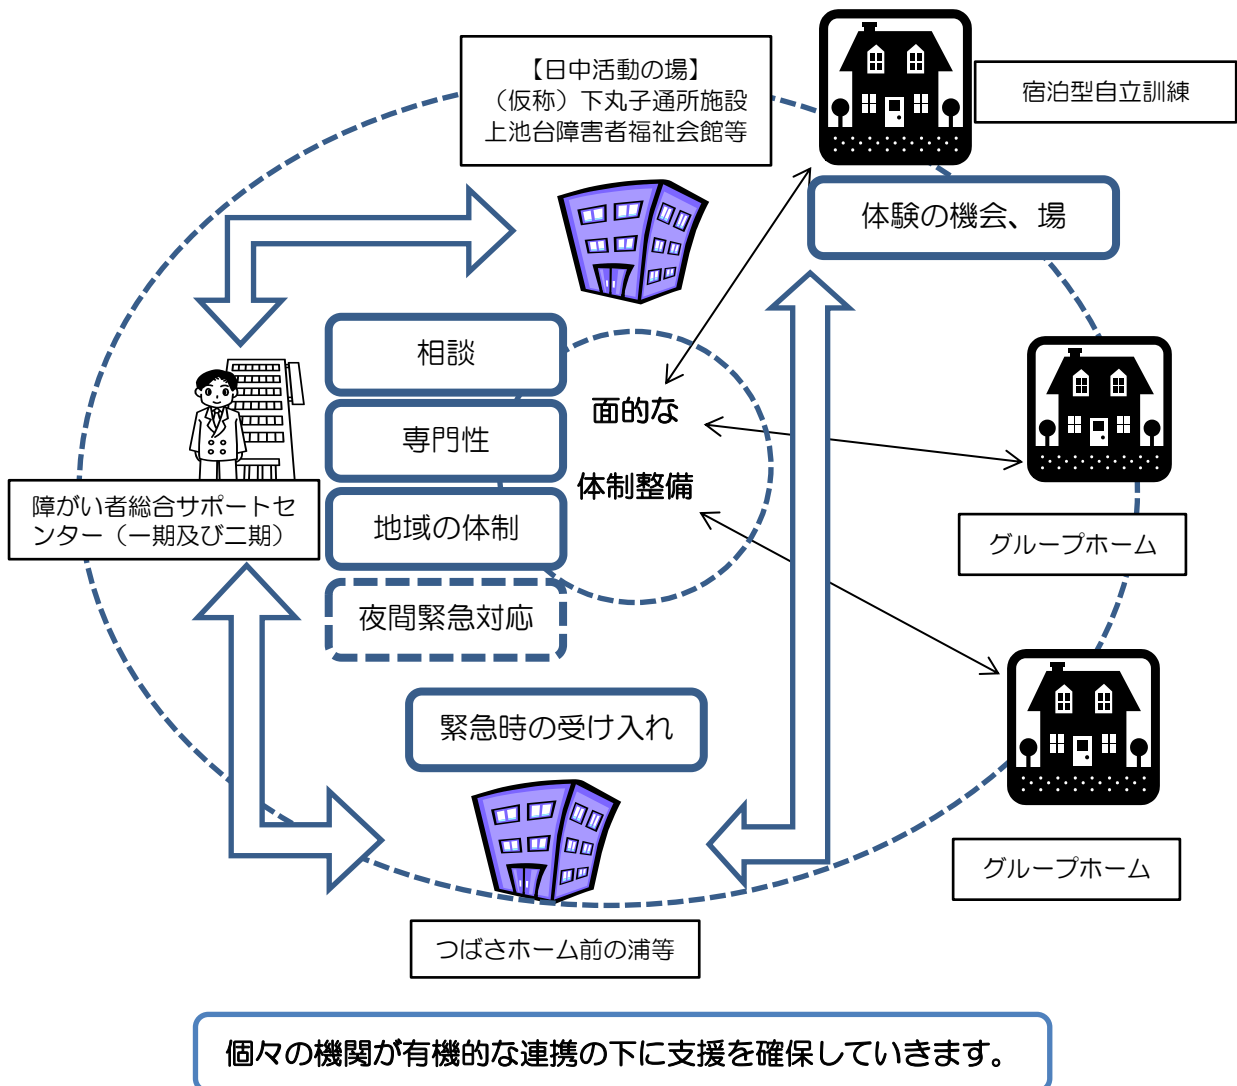 【日中活動の場】
（仮称）下丸子通所施設
上池台障害者福祉会館等
宿泊型自立訓練
体験の機会、場
相談
専門性
地域の体制
夜間緊急対応
面的な
体制整備
障がい者総合サポートセ
ンター（一期及び二期）
グループホーム
緊急時の受け入れ
グループホーム
つばさホーム前の浦等
個々の機関が有機的な連携の下に支援を確保していきます。